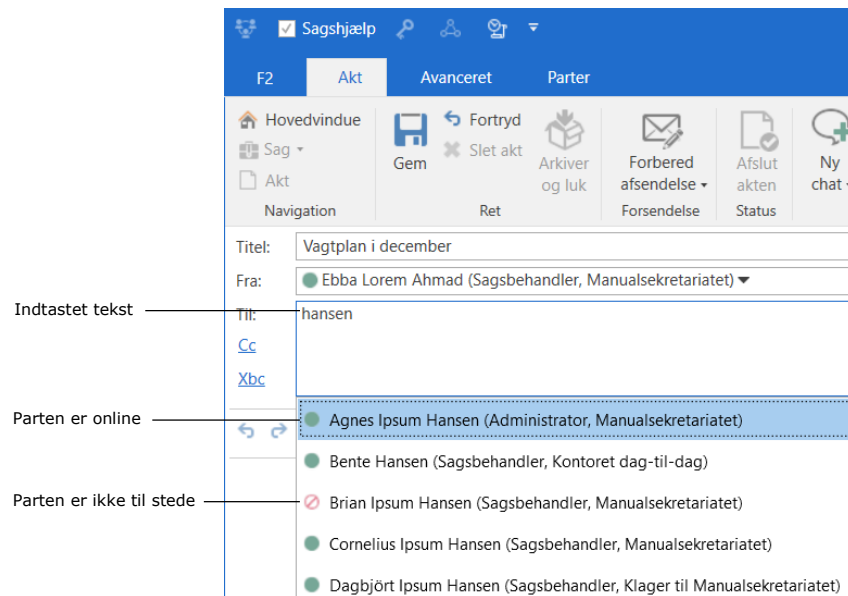 Sagshjælp
F2 Akt Avanceret Parter
Hovedvindue
Sag
Akt
Navigation
Gem
Fortryd
Slet akt
Arkiver
og luk
Ret
Forbered
afsendelse
Forsendelse
Afslut
akten
Status
Ny
chat
Titel: Vagtplan i december
Fra: Ebba Lorem Ahmad (Sagsbehandler, Manualsekretariatet)
Indtastet tekst
Til: hansen
Cc
Xbc
Parten er online
Agnes Ipsum Hansen (Administrator, Manualsekretariatet)
Bente Hansen (Sagsbehandler, Kontoret dag-til-dag)
Parten er ikke til stede
Brian Ipsum Hansen (Sagsbehandler, Manualsekretariatet)
Cornelius Ipsum Hansen (Sagsbehandler, Manualsekretariatet)
Dagbjört Ipsum Hansen (Sagsbehandler, Klager til Manualsekretariatet)